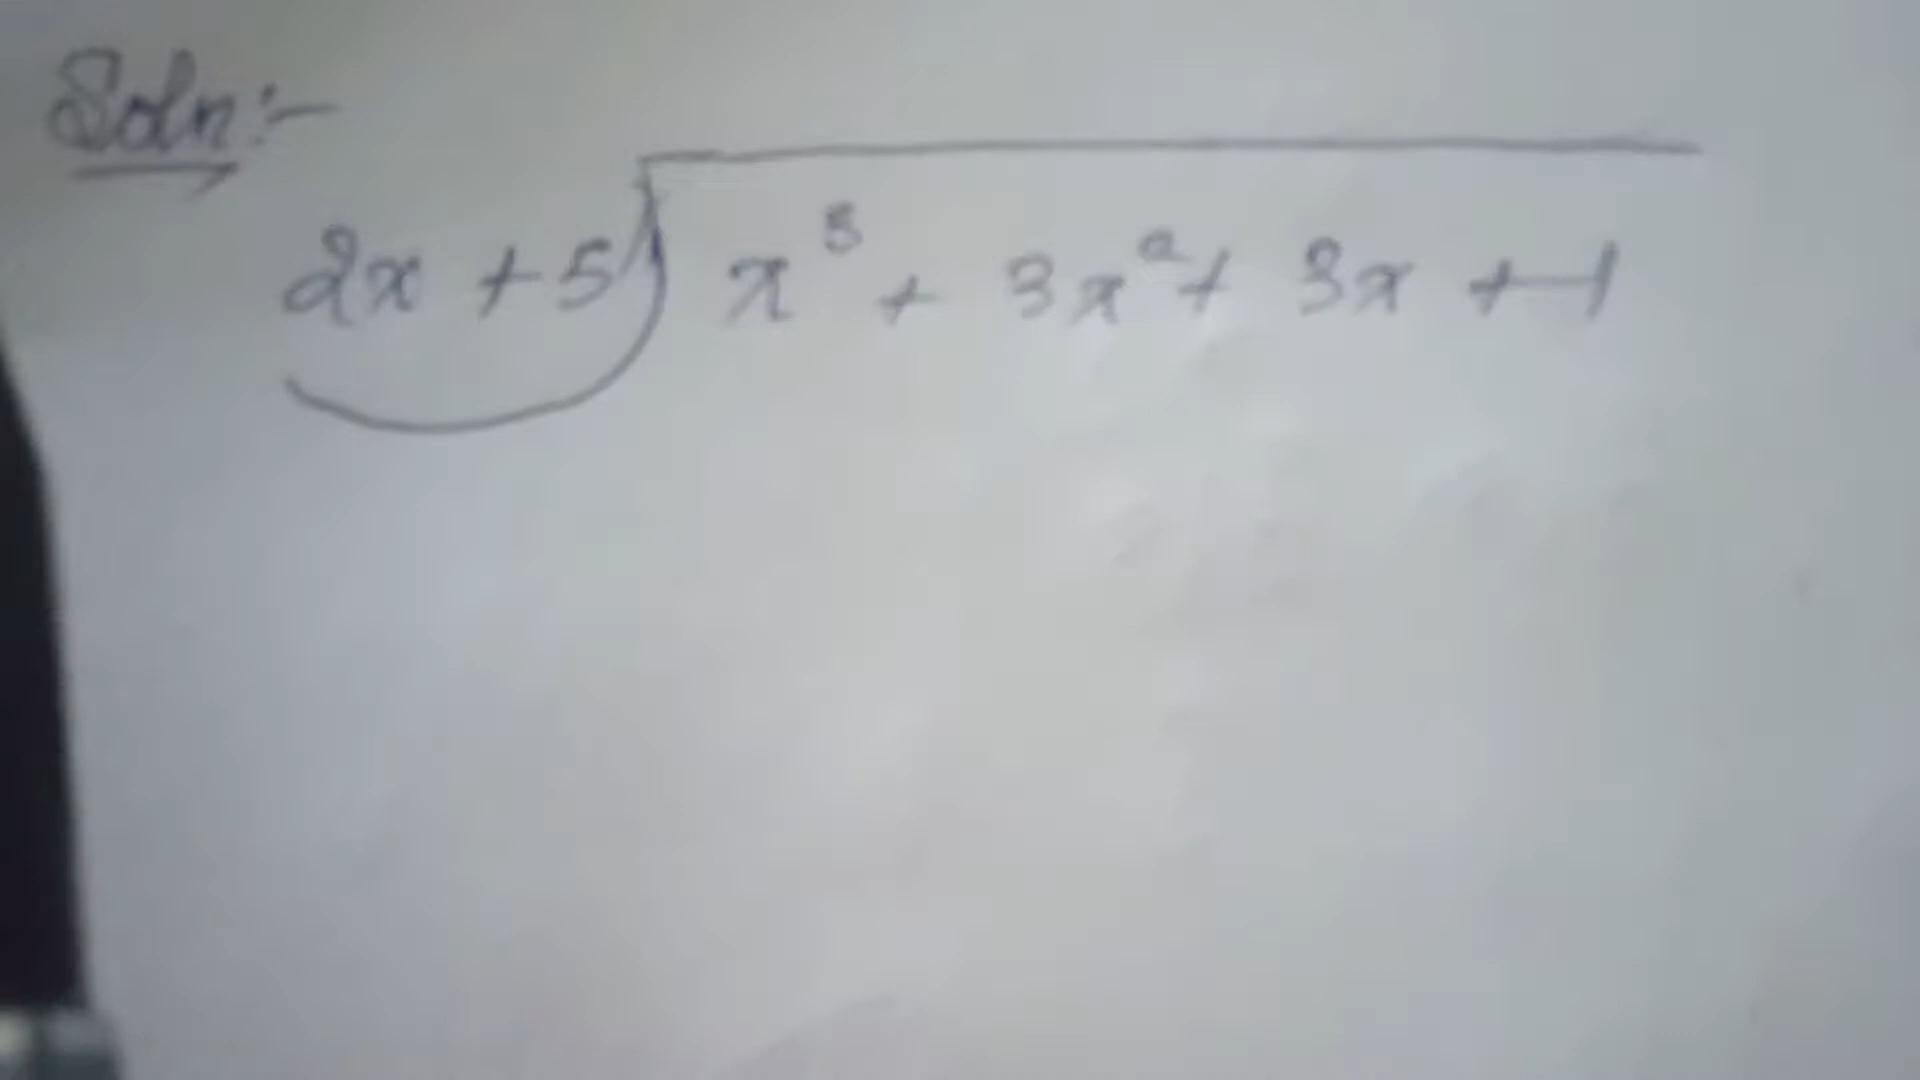 Soln:-
2x + 5) x³ + 3x² + 3x + 1